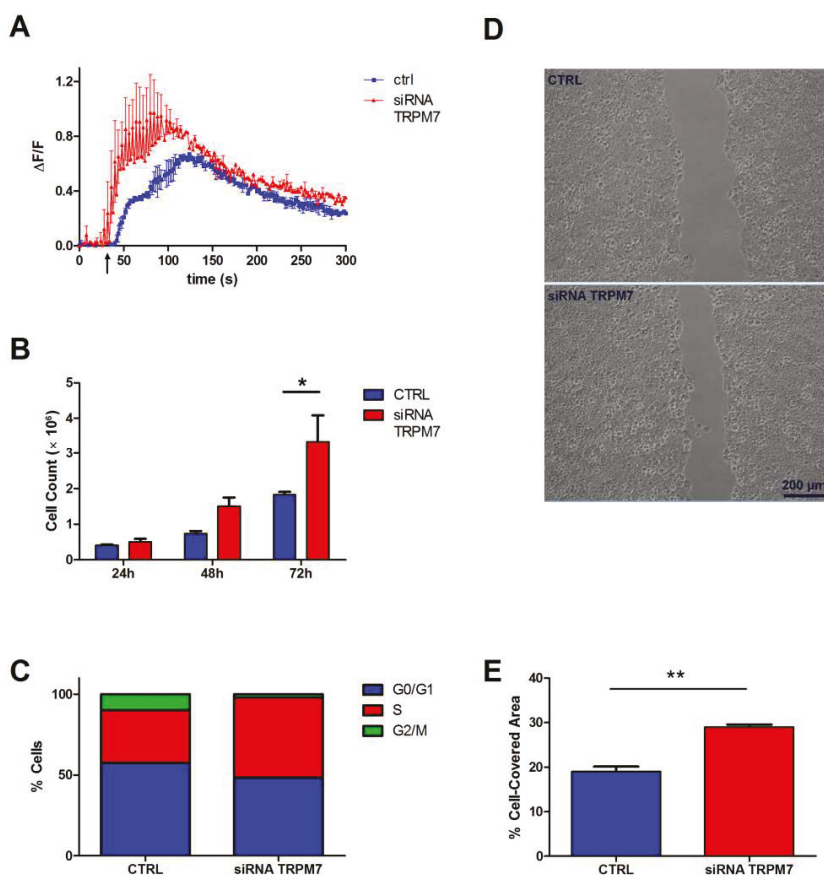 A
ΔF/F
1.2
0.8
0.4
0.0
0 50 100 150 200 250 300
time (s)
ctrl
siRNA
TRPM7
B
Cell Count (× 10⁶)
5
4
3
2
1
0
*
24h 48h 72h
CTRL
siRNA
TRPM7
C
% Cells
100
50
0
CTRL siRNA TRPM7
G0/G1
S
G2/M
D
CTRL
siRNA TRPM7
200 µm
E
% Cell-Covered Area
40
30
20
10
0
**
CTRL siRNA TRPM7